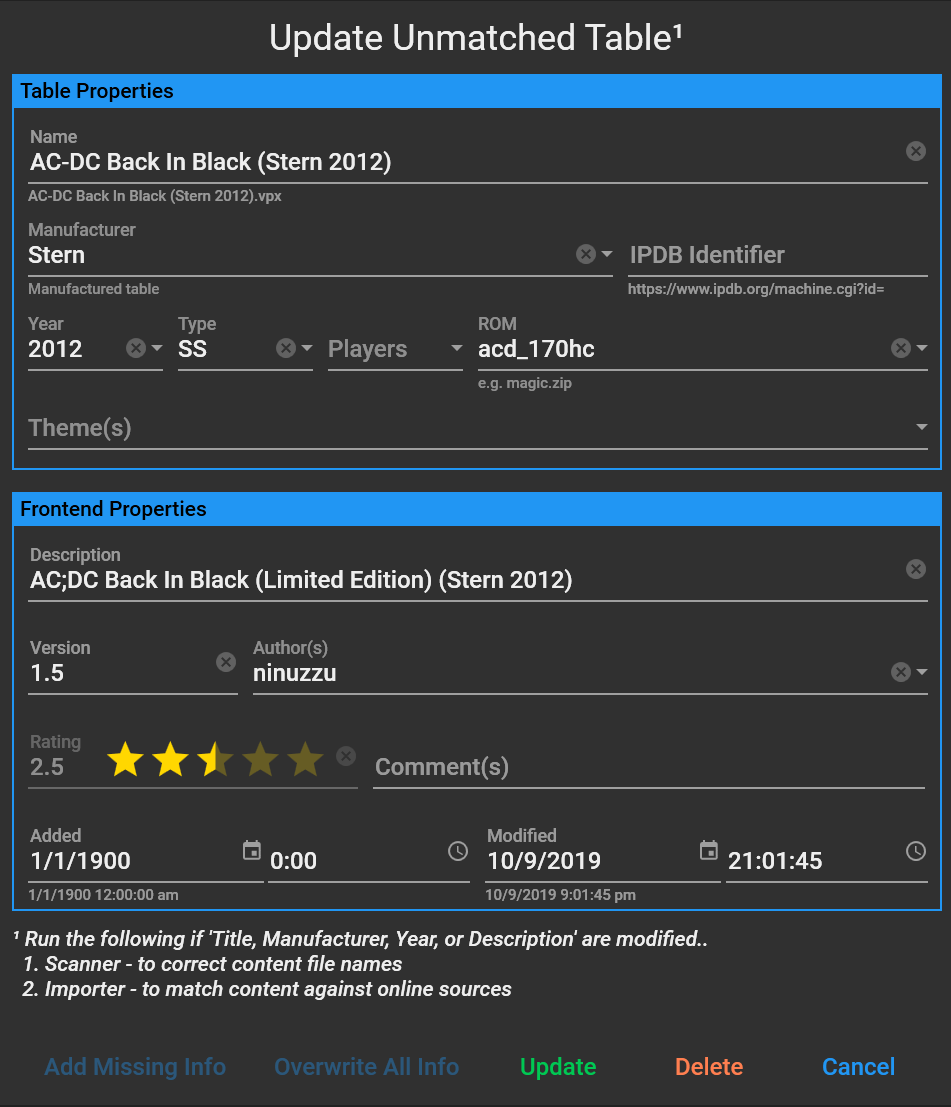 Update Unmatched Table¹
Table Properties
Name
AC-DC Back In Black (Stern 2012)
AC-DC Back In Black (Stern 2012).vpx
Manufacturer
Stern
IPDB Identifier
Manufactured table
https://www.ipdb.org/machine.cgi?id=
Year
Type
ROM
2012
SS
Players
acd_170hc
e.g. magic.zip
Theme(s)
Frontend Properties
Description
AC;DC Back In Black (Limited Edition) (Stern 2012)
Version
Author(s)
1.5
ninuzzu
Rating
2.5
Comment(s)
Added
Modified
1/1/1900
0:00
10/9/2019
21:01:45
1/1/1900 12:00:00 am
10/9/2019 9:01:45 pm
¹ Run the following if 'Title, Manufacturer, Year, or Description' are modified..
1. Scanner - to correct content file names
2. Importer - to match content against online sources
Add Missing Info
Overwrite All Info
Update
Delete
Cancel